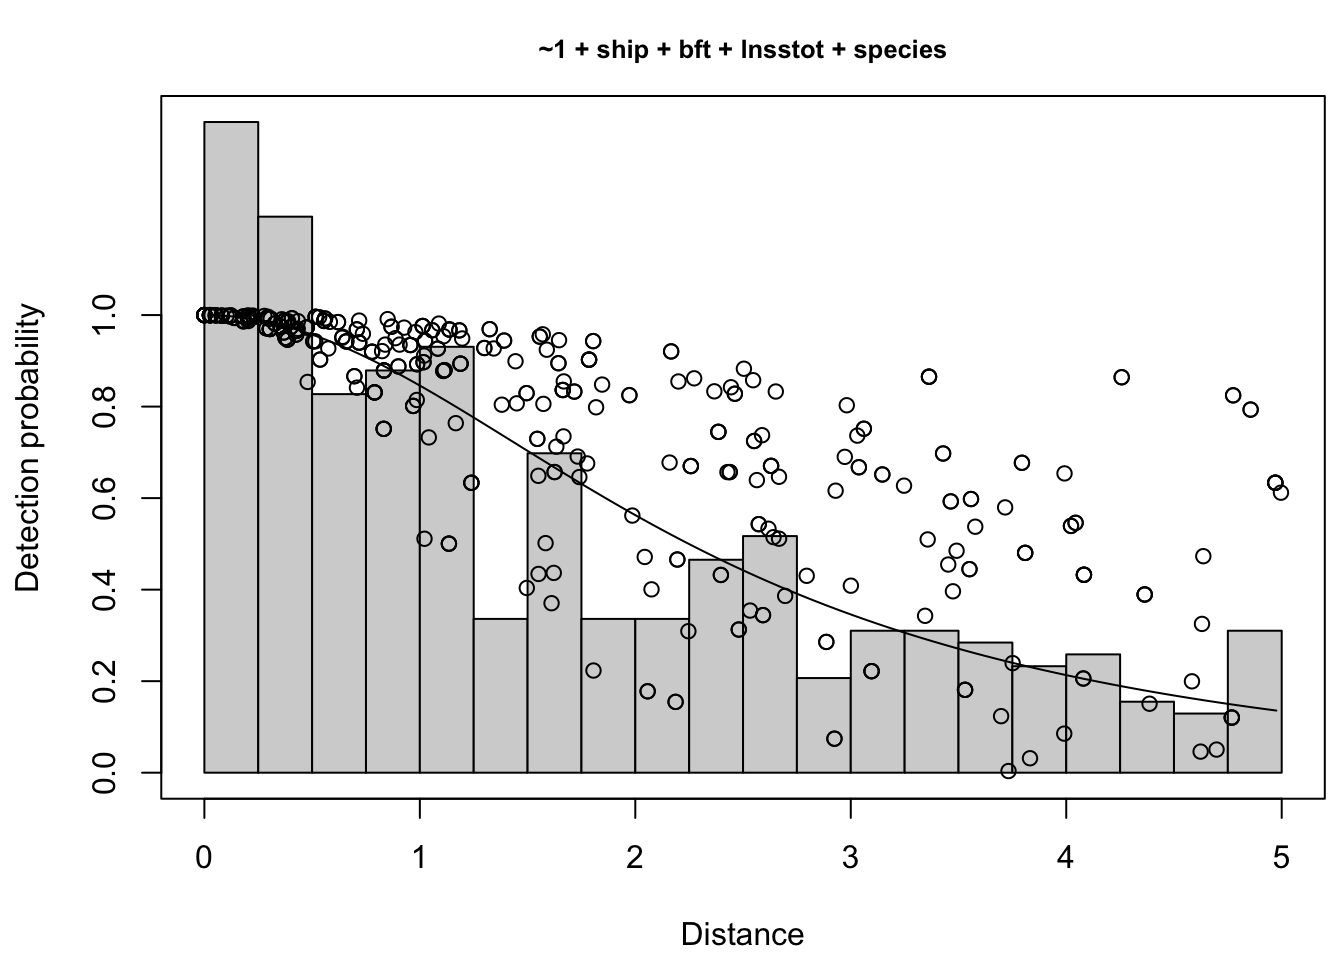 ~1 + ship + bft + lnsstot + species
Detection probability
1.0
0.8
0.6
0.4
0.2
0.0
0 1 2 3 4 5
Distance